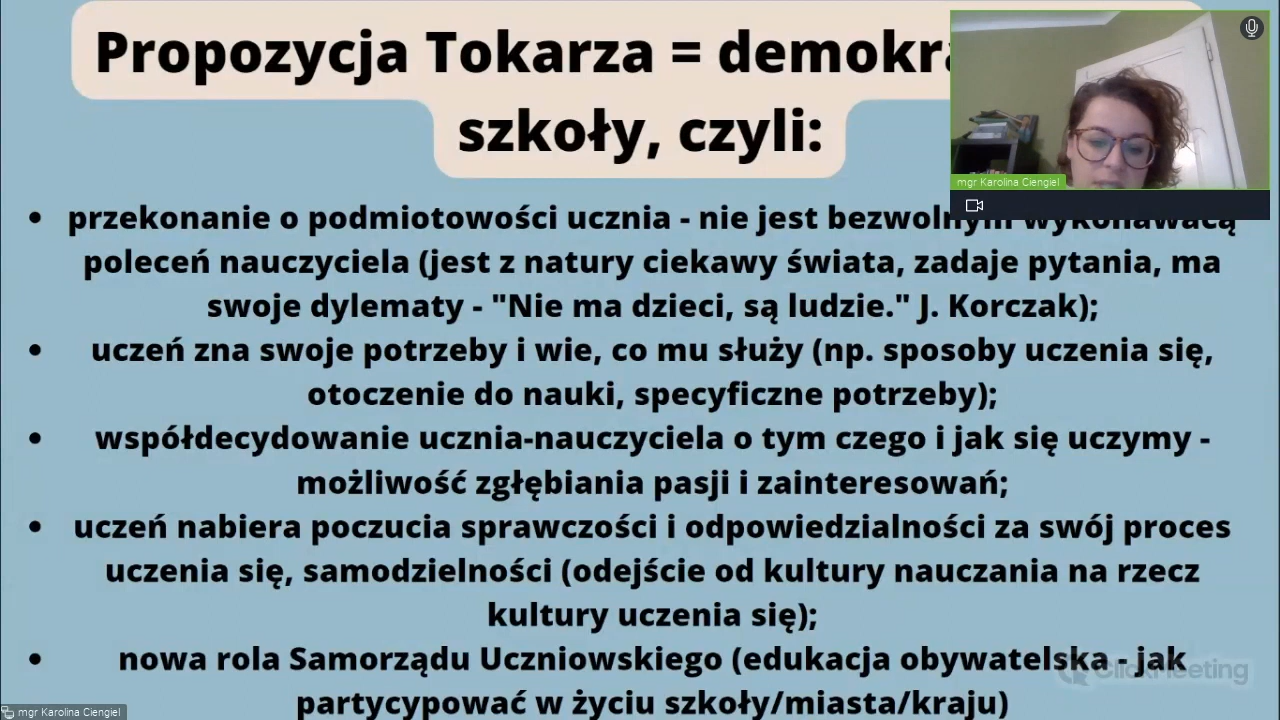 Propozycja Tokarza =
szkoły, czyli:
mgr Karolina Ciengiel
• przekonanie o podmiotowości ucznia - nie jest
poleceń nauczyciela (jest z natury ciekawy świata, zadaje pytania, ma
swoje dylematy - "Nie ma dzieci, są ludzie." J. Korczak);
• uczeń zna swoje potrzeby i wie, co mu służy (np. sposoby uczenia się,
otoczenie do nauki, specyficzne potrzeby);
• współdecydowanie ucznia-nauczyciela o tym czego i jak się uczymy -
możliwość zgłębiania pasji i zainteresowań;
• uczeń nabiera poczucia sprawczości i odpowiedzialności za swój proces
uczenia się, samodzielności (odejście od kultury nauczania na rzecz
kultury uczenia się);
• nowa rola Samorządu Uczniowskiego (edukacja obywatelska - jak
partycypować w życiu szkoły/miasta/kraju)
ClickMeeting
mgr Karolina Ciengiel